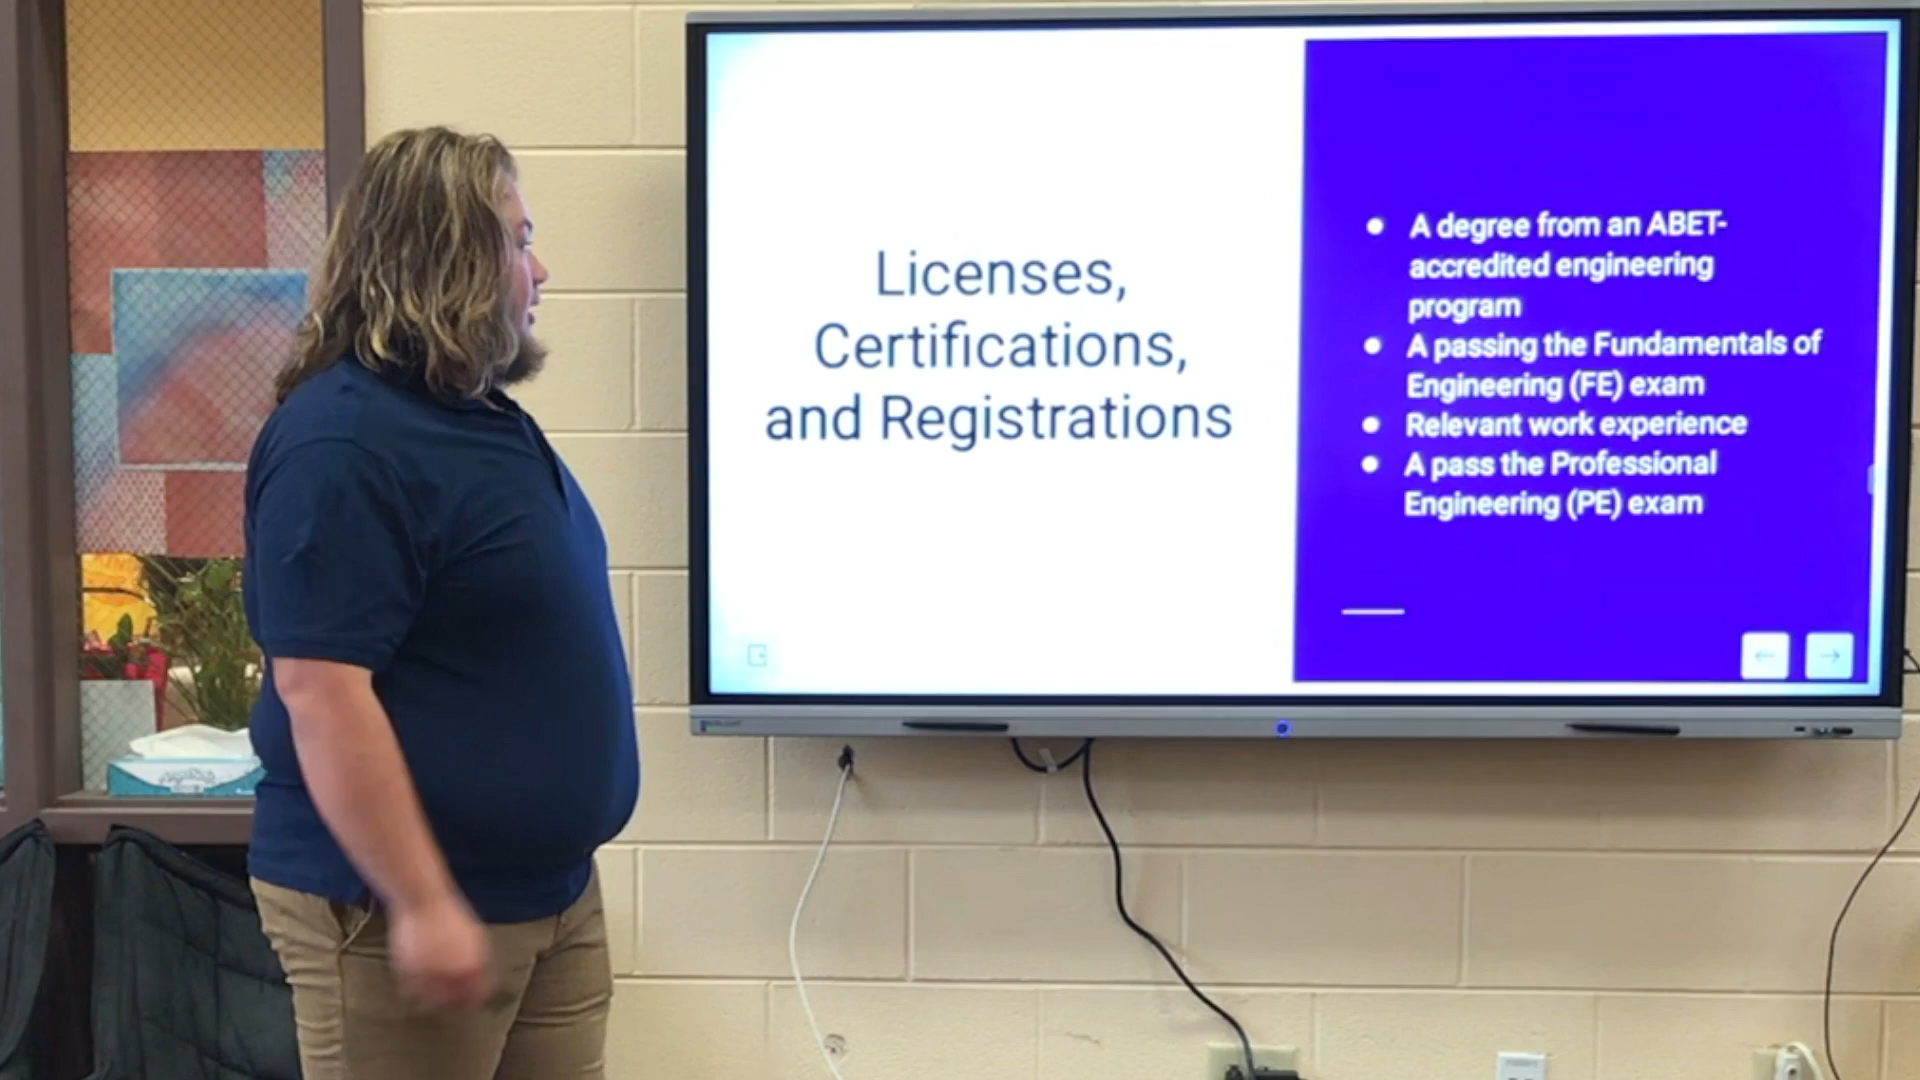 Licenses,
Certifications,
and Registrations
● A degree from an ABET-
accredited engineering
program
● A passing the Fundamentals of
Engineering (FE) exam
● Relevant work experience
● A pass the Professional
Engineering (PE) exam